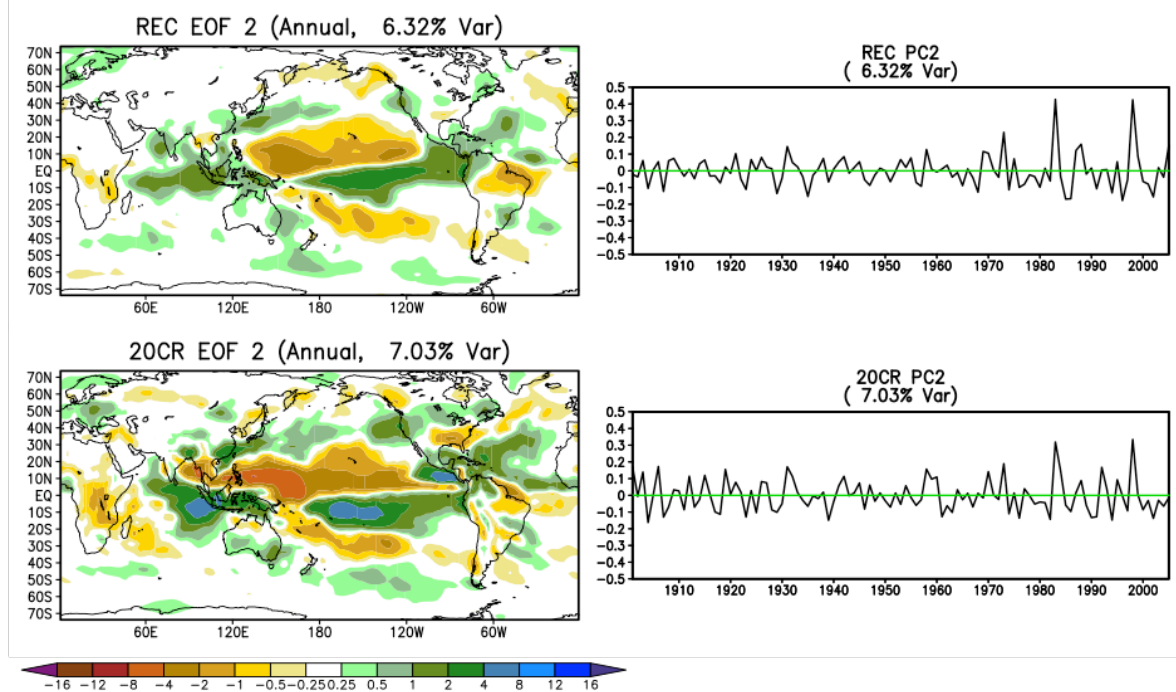 REC EOF 2 (Annual, 6.32% Var)
70N
60N
50N
40N
30N
20N
10N
EQ
10S
20S
30S
40S
50S
60S
70S
60E 120E 180 120W 60W
REC PC2
( 6.32% Var)
0.5
0.4
0.3
0.2
0.1
0
-0.1
-0.2
-0.3
-0.4
-0.5
1910 1920 1930 1940 1950 1960 1970 1980 1990 2000
20CR EOF 2 (Annual, 7.03% Var)
70N
60N
50N
40N
30N
20N
10N
EQ
10S
20S
30S
40S
50S
60S
70S
60E 120E 180 120W 60W
20CR PC2
( 7.03% Var)
0.5
0.4
0.3
0.2
0.1
0
-0.1
-0.2
-0.3
-0.4
-0.5
1910 1920 1930 1940 1950 1960 1970 1980 1990 2000
-16 -12 -8 -4 -2 -1 -0.5 -0.25 0.25 0.5 1 2 4 8 12 16